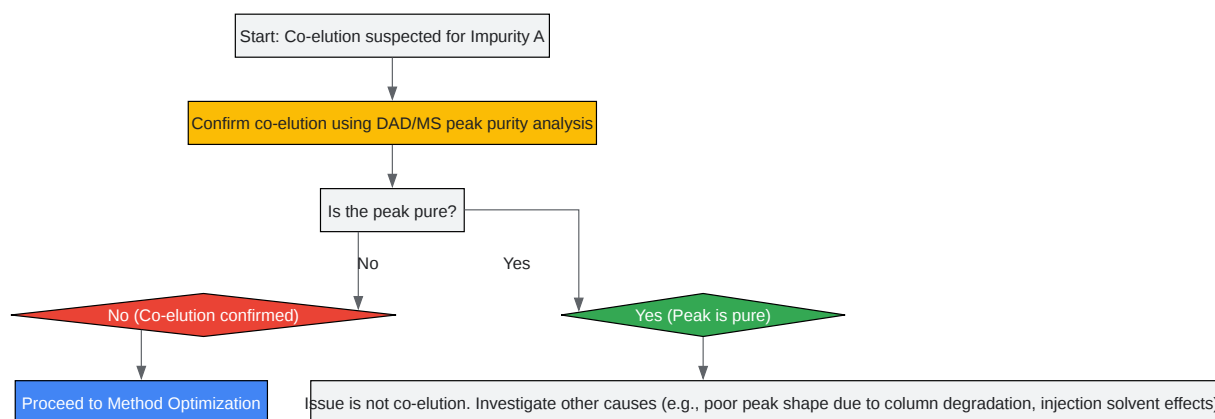 Start: Co-elution suspected for Impurity A
Confirm co-elution using DAD/MS peak purity analysis
Is the peak pure?
No
Yes
No (Co-elution confirmed)
Yes (Peak is pure)
Proceed to Method Optimization
Issue is not co-elution. Investigate other causes (e.g., poor peak shape due to column degradation, injection solvent effects)